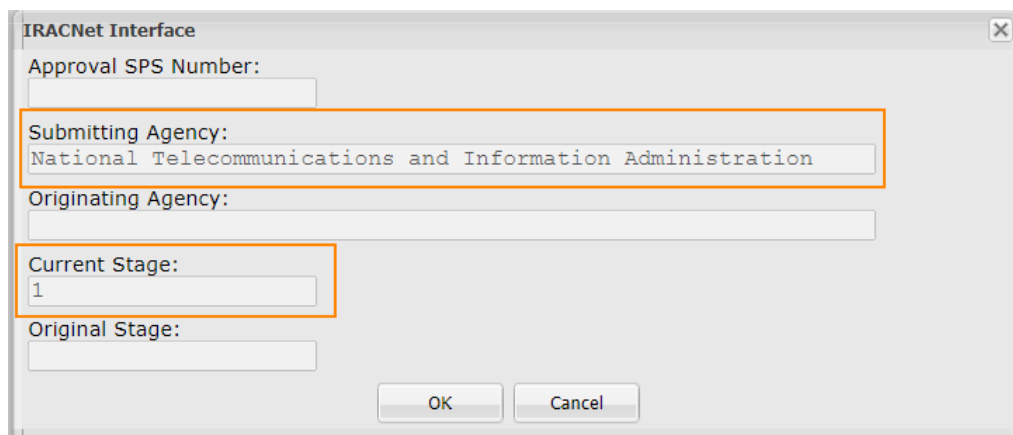 IRACNet Interface
Approval SPS Number:
Submitting Agency:
National Telecommunications and Information Administration
Originating Agency:
Current Stage:
1
Original Stage:
OK Cancel